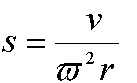 s = v / ϖ²r